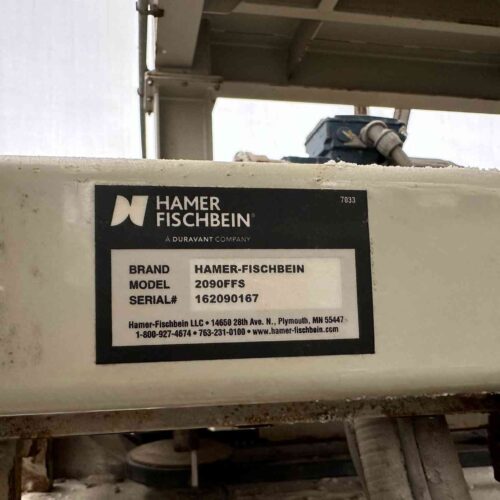 7033
HAMER
FISCHBEIN®
A DURAVANT COMPANY
BRAND HAMER-FISCHBEIN
MODEL 2090FFS
SERIAL# 162090167
Hamer-Fischbein LLC • 14650 28th Ave. N., Plymouth, MN 55447
1-800-927-4674 • 763-231-0100 • www.hamer-fischbein.com